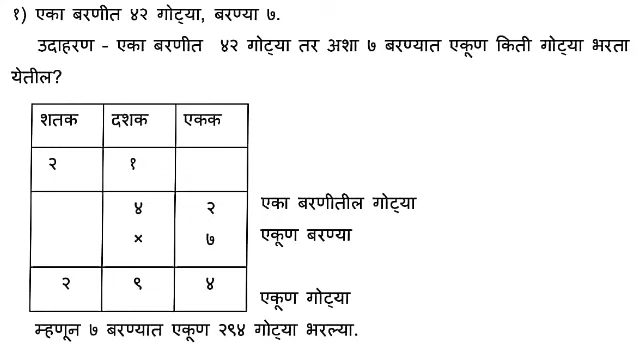 १) एका बरणीत ४२ गोट्या, बरण्या ७.
उदाहरण - एका बरणीत ४२ गोट्या तर अशा ७ बरण्यात एकूण किती गोट्या भरता
येतील?
शतक दशक एकक
२ १
४ २ एका बरणीतील गोट्या
× ७ एकूण बरण्या
२ ९ ४ एकूण गोट्या
म्हणून ७ बरण्यात एकूण २९४ गोट्या भरल्या.